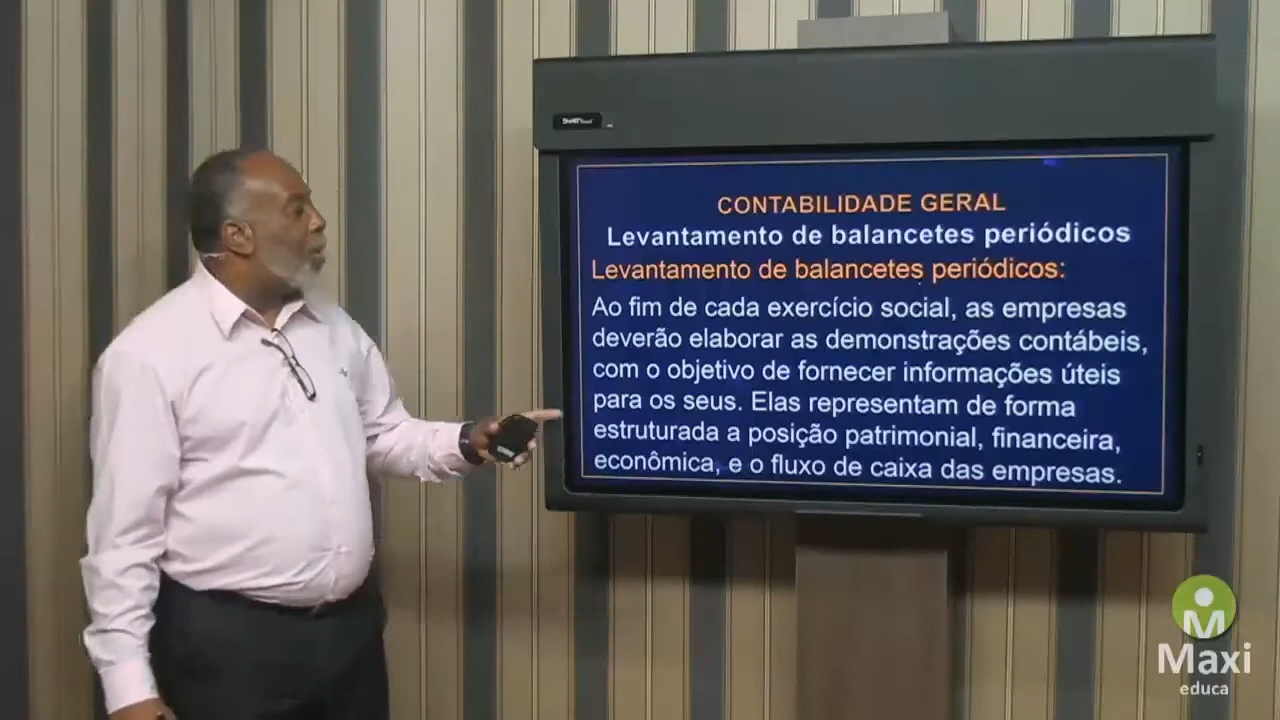 SMART Board
CONTABILIDADE GERAL
Levantamento de balancetes periódicos
Levantamento de balancetes periódicos:
Ao fim de cada exercício social, as empresas
deverão elaborar as demonstrações contábeis,
com o objetivo de fornecer informações úteis
para os seus. Elas representam de forma
estruturada a posição patrimonial, financeira,
econômica, e o fluxo de caixa das empresas.
M
Maxi
educa